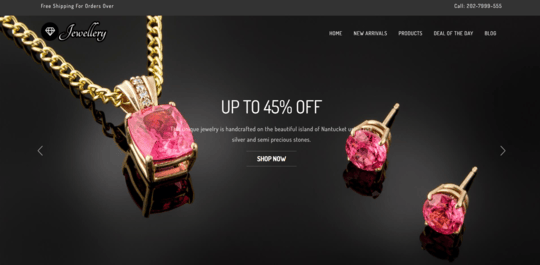 Free Shipping For Orders Over
Call: 202-7999-555
Jewellery
HOME NEW ARRIVALS PRODUCTS DEAL OF THE DAY BLOG
UP TO 45% OFF
unique jewelry is handcrafted on the beautiful island of Nantucket
silver and semi precious stones.
SHOP NOW